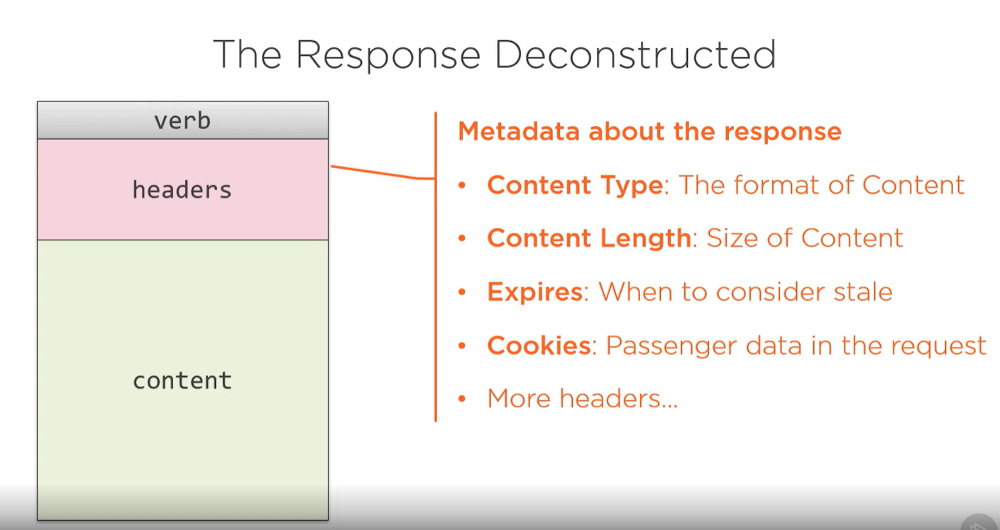 The Response Deconstructed
verb
headers
content
Metadata about the response
• Content Type: The format of Content
• Content Length: Size of Content
• Expires: When to consider stale
• Cookies: Passenger data in the request
• More headers...